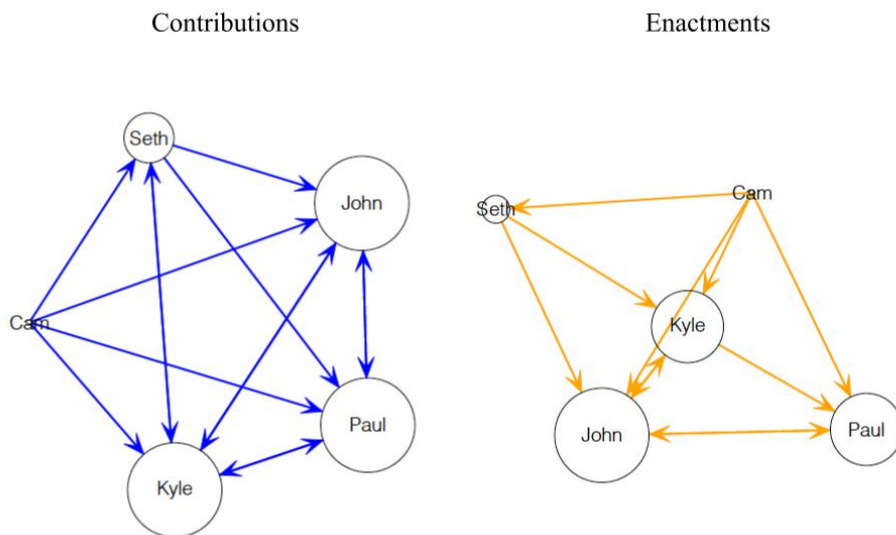 Contributions
Enactments
Seth
John
Cam
Paul
Kyle
Seth
Cam
Kyle
John
Paul